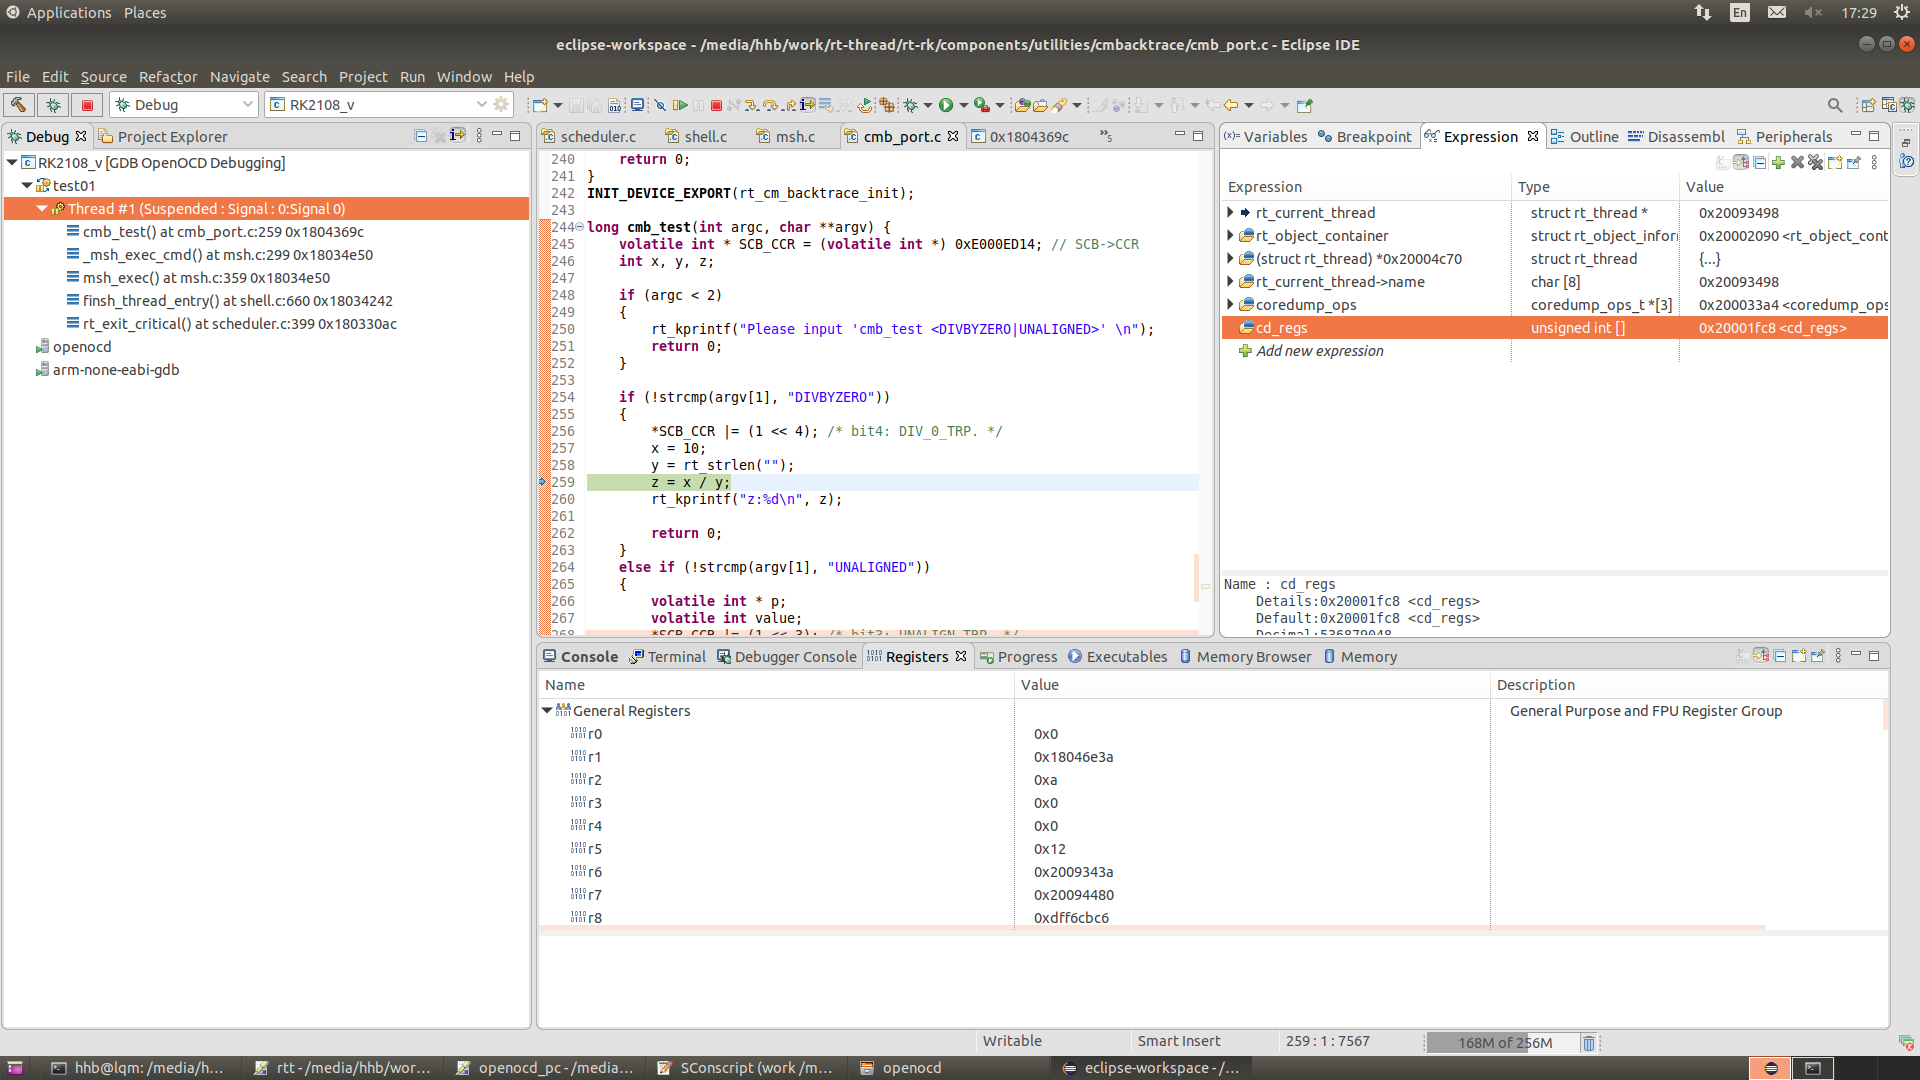 Applications Places
En 17:29
eclipse-workspace - /media/hhb/work/rt-thread/rt-rk/components/utilities/cmbacktrace/cmb_port.c - Eclipse IDE
File Edit Source Refactor Navigate Search Project Run Window Help
Debug RK2108_v
Debug Project Explorer
RK2108_v [GDB OpenOCD Debugging]
test01
Thread #1 (Suspended : Signal : 0:Signal 0)
cmb_test() at cmb_port.c:259 0x1804369c
_msh_exec_cmd() at msh.c:299 0x18034e50
msh_exec() at msh.c:359 0x18034e50
finsh_thread_entry() at shell.c:660 0x18034242
rt_exit_critical() at scheduler.c:399 0x180330ac
openocd
arm-none-eabi-gdb
scheduler.c shell.c msh.c cmb_port.c 0x1804369c »5
240 return 0;
241 }
242 INIT_DEVICE_EXPORT(rt_cm_backtrace_init);
243
244 long cmb_test(int argc, char **argv) {
245 volatile int * SCB_CCR = (volatile int *) 0xE000ED14; // SCB->CCR
246 int x, y, z;
247
248 if (argc < 2)
249 {
250 rt_kprintf("Please input 'cmb_test <DIVBYZERO|UNALIGNED>' \n");
251 return 0;
252 }
253
254 if (!strcmp(argv[1], "DIVBYZERO"))
255 {
256 *SCB_CCR |= (1 << 4); /* bit4: DIV_0_TRP. */
257 x = 10;
258 y = rt_strlen("");
259 z = x / y;
260 rt_kprintf("z:%d\n", z);
261
262 return 0;
263 }
264 else if (!strcmp(argv[1], "UNALIGNED"))
265 {
266 volatile int * p;
267 volatile int value;
268 *SCB_CCR |= (1 << 3); /* bit3: UNALIGN_TRP. */
(x)= Variables Breakpoint Expression Outline Disassembl Peripherals
Expression Type Value
rt_current_thread struct rt_thread * 0x20093498
rt_object_container struct rt_object_infor 0x20002090 <rt_object_cont
(struct rt_thread) *0x20004c70 struct rt_thread {...}
rt_current_thread->name char [8] 0x20093498
coredump_ops coredump_ops_t *[3] 0x200033a4 <coredump_ops
cd_regs unsigned int [] 0x20001fc8 <cd_regs>
Add new expression
Name : cd_regs
Details:0x20001fc8 <cd_regs>
Default:0x20001fc8 <cd_regs>
Decimal:536879048
Console Terminal Debugger Console Registers Progress Executables Memory Browser Memory
Name Value Description
General Registers General Purpose and FPU Register Group
r0 0x0
r1 0x18046e3a
r2 0xa
r3 0x0
r4 0x0
r5 0x12
r6 0x2009343a
r7 0x20094480
r8 0xdff6cbc6
Writable Smart Insert 259 : 1 : 7567 168M of 256M
hhb@lqm: /media/h... rtt - /media/hhb/wor... openocd_pc - /media... SConscript (work /m... openocd eclipse-workspace - /...